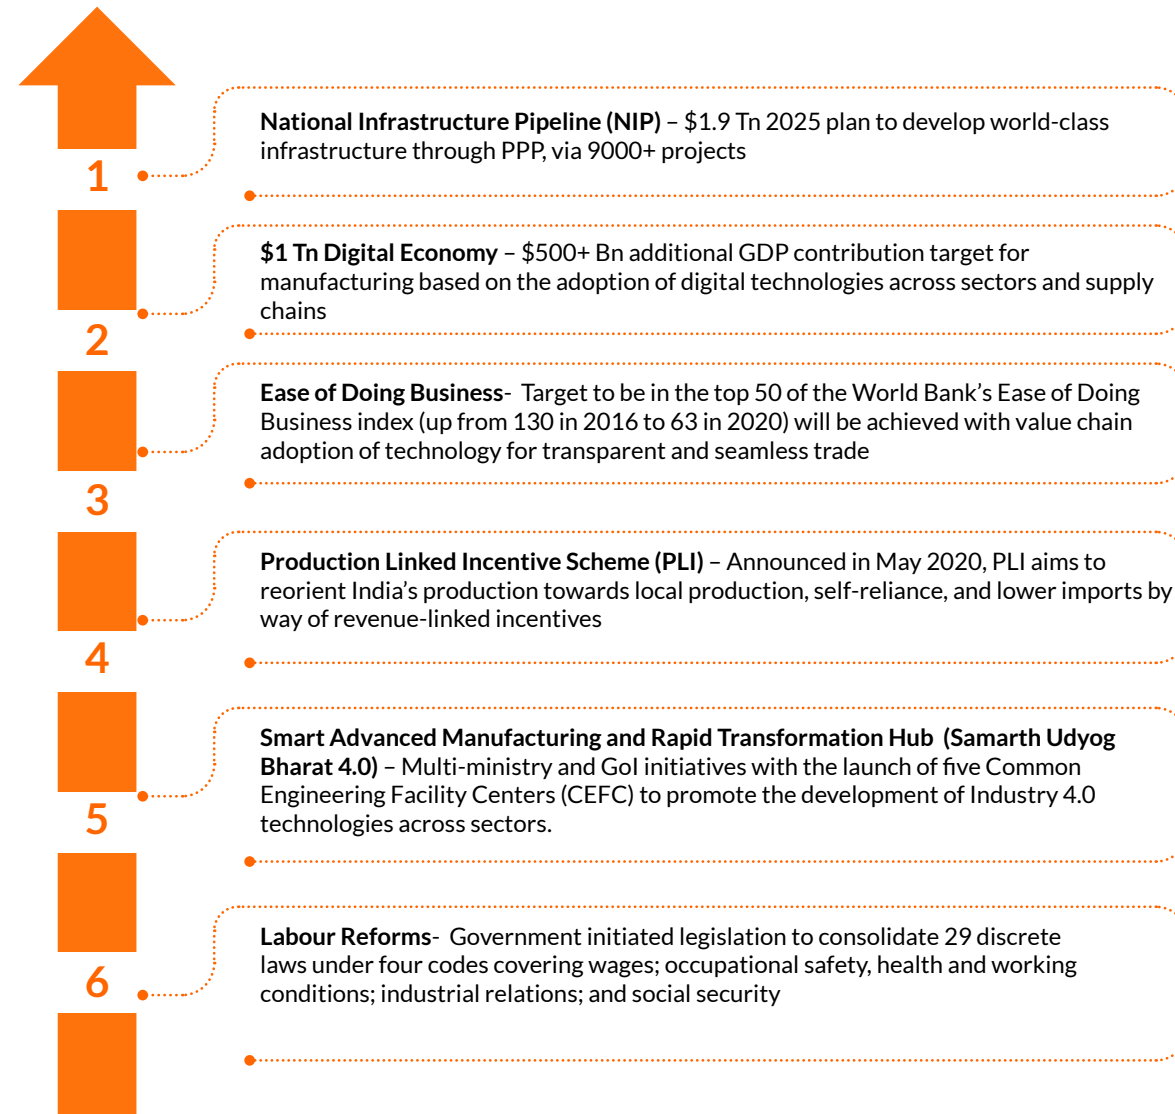 1
National Infrastructure Pipeline (NIP) – $1.9 Tn 2025 plan to develop world-class
infrastructure through PPP, via 9000+ projects
2
$1 Tn Digital Economy – $500+ Bn additional GDP contribution target for
manufacturing based on the adoption of digital technologies across sectors and supply
chains
3
Ease of Doing Business-  Target to be in the top 50 of the World Bank’s Ease of Doing
Business index (up from 130 in 2016 to 63 in 2020) will be achieved with value chain
adoption of technology for transparent and seamless trade
4
Production Linked Incentive Scheme (PLI) – Announced in May 2020, PLI aims to
reorient India’s production towards local production, self-reliance, and lower imports by
way of revenue-linked incentives
5
Smart Advanced Manufacturing and Rapid Transformation Hub  (Samarth Udyog
Bharat 4.0) – Multi-ministry and GoI initiatives with the launch of five Common
Engineering Facility Centers (CEFC) to promote the development of Industry 4.0
technologies across sectors.
6
Labour Reforms-  Government initiated legislation to consolidate 29 discrete
laws under four codes covering wages; occupational safety, health and working
conditions; industrial relations; and social security